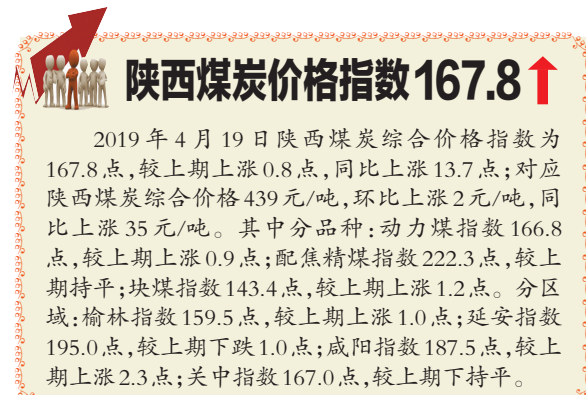 陕西煤炭价格指数167.8
2019年4月19日陕西煤炭综合价格指数为
167.8点,较上期上涨0.8点,同比上涨13.7点;对应
陕西煤炭综合价格439元/吨,环比上涨2元/吨,同
比上涨35元/吨。其中分品种:动力煤指数166.8
点,较上期上涨0.9点;配焦精煤指数222.3点,较上
期持平;块煤指数143.4点,较上期上涨1.2点。分区
域:榆林指数159.5点,较上期上涨1.0点;延安指数
195.0点,较上期下跌1.0点;咸阳指数187.5点,较上
期上涨2.3点;关中指数167.0点,较上期下持平。